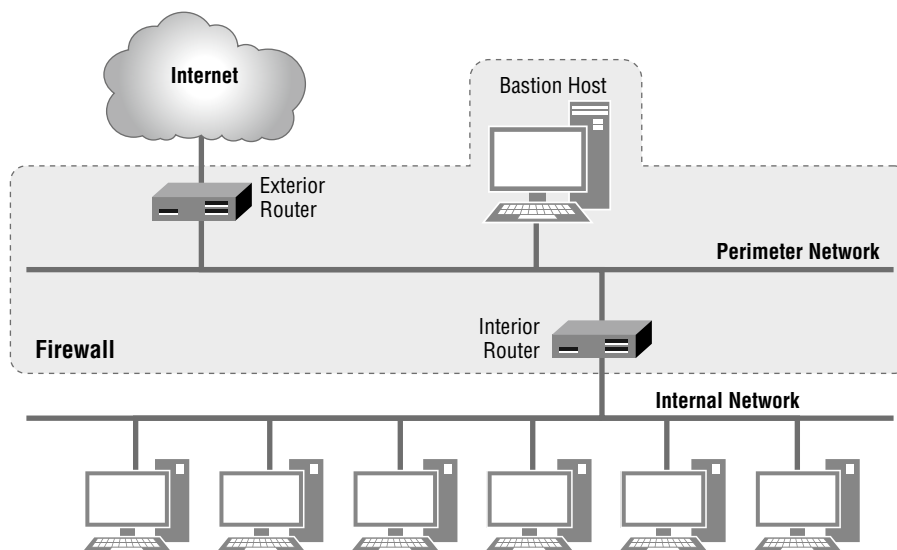 Internet
Bastion Host
Exterior
Router
Perimeter Network
Interior
Router
Firewall
Internal Network